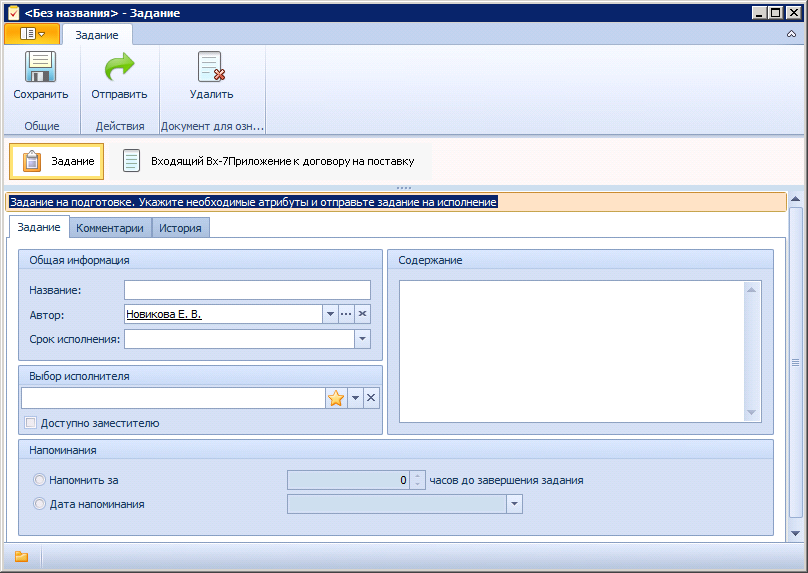 <Без названия> - Задание
Задание
Сохранить
Отправить
Удалить
Общие
Действия
Документ для озн...
Задание
Входящий Вх-7Приложение к договору на поставку
Задание на подготовке. Укажите необходимые атрибуты и отправьте задание на исполнение
Задание
Комментарии
История
Общая информация
Содержание
Название:
Автор:
Новикова Е. В.
Срок исполнения:
Выбор исполнителя
Доступно заместителю
Напоминания
Напомнить за
0
часов до завершения задания
Дата напоминания